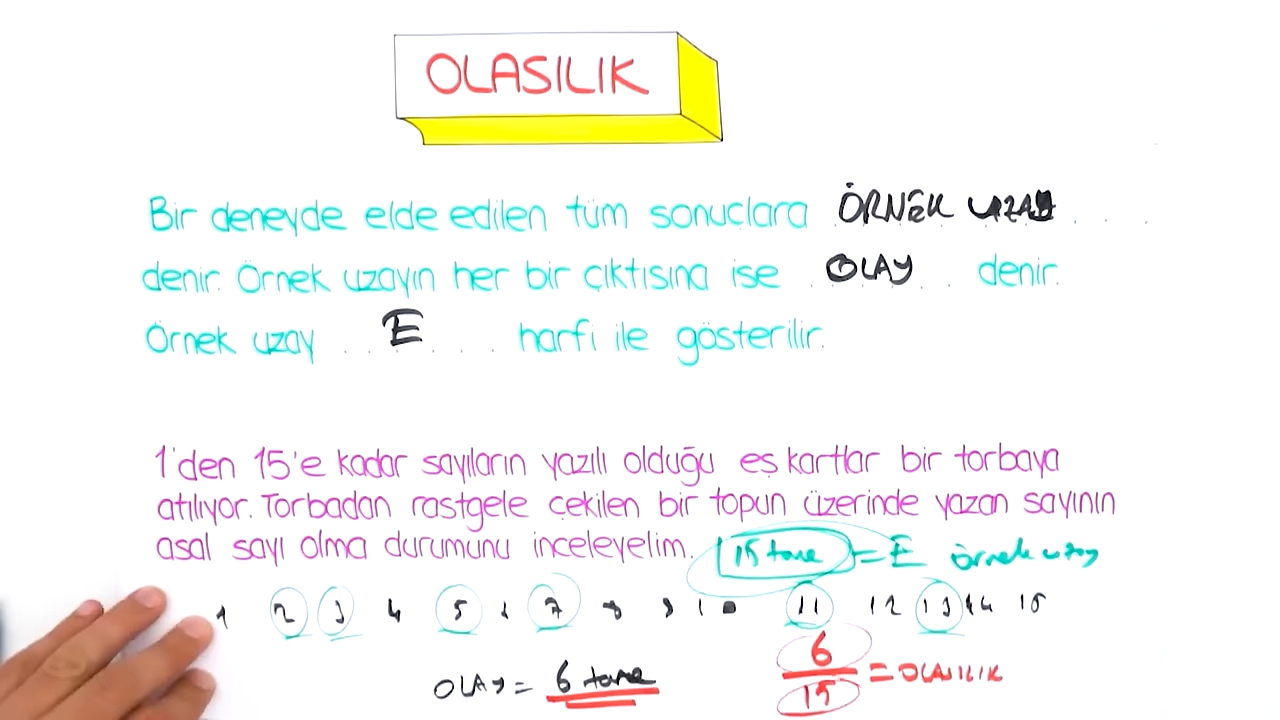 OLASILIK
Bir deneyde elde edilen tüm sonuçlara ÖRNEK UZAY
denir. Örnek uzayın her bir çıktısına ise OLAY denir.
Örnek uzay E harfi ile gösterilir.
1'den 15'e kadar sayıların yazılı olduğu eş kartlar bir torbaya
atılıyor. Torbadan rastgele çekilen bir topun üzerinde yazan sayının
asal sayı olma durumunu inceleyelim.
15 tane = E örnek uzay
1 2 3 4 5 6 7 8 9 10 11 12 13 14 15
OLAY = 6 tane
6
15
= OLASILIK